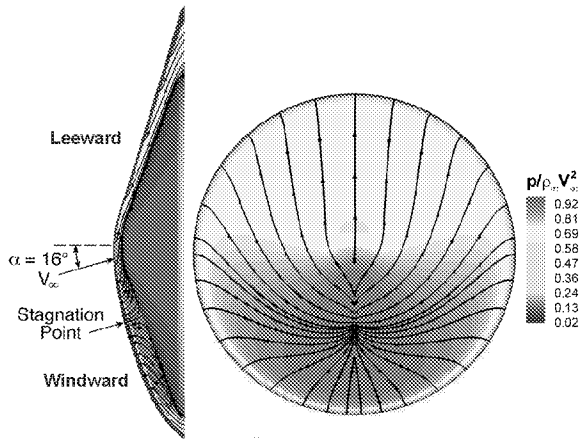 Leeward
α = 16°
V∞
Stagnation
Point
Windward
p/ρ∞V²∞
0.92
0.81
0.69
0.58
0.47
0.36
0.24
0.13
0.02